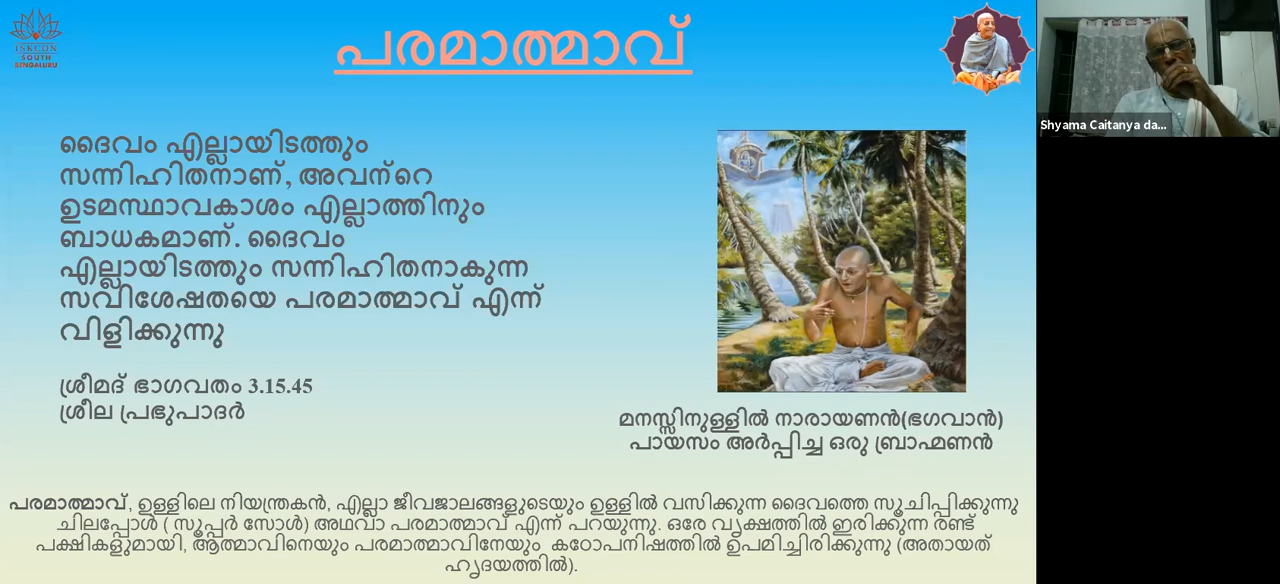 പരമാത്മാവ്
ISKCON
SOUTH
BENGALURU
Shyama Caitanya da...
ദൈവം എല്ലായിടത്തും
സന്നിഹിതനാണ്, അവന്റെ
ഉടമസ്ഥാവകാശം എല്ലാത്തിനും
ബാധകമാണ്. ദൈവം
എല്ലായിടത്തും സന്നിഹിതനാകുന്ന
സവിശേഷതയെ പരമാത്മാവ് എന്ന്
വിളിക്കുന്നു
ശ്രീമദ് ഭാഗവതം 3.15.45
ശ്രീല പ്രഭുപാദർ
മനസ്സിനുള്ളിൽ നാരായണൻ(ഭഗവാൻ)
പായസം അർപ്പിച്ച ഒരു ബ്രാഹ്മണൻ
പരമാത്മാവ്, ഉള്ളിലെ നിയന്ത്രകൻ, എല്ലാ ജീവജാലങ്ങളുടെയും ഉള്ളിൽ വസിക്കുന്ന ദൈവത്തെ സൂചിപ്പിക്കുന്നു
ചിലപ്പോൾ ( സൂപ്പർ സോൾ) അഥവാ പരമാത്മാവ് എന്ന് പറയുന്നു. ഒരേ വൃക്ഷത്തിൽ ഇരിക്കുന്ന രണ്ട്
പക്ഷികളുമായി, ആത്മാവിനെയും പരമാത്മാവിനേയും കഠോപനിഷത്തിൽ ഉപമിച്ചിരിക്കുന്നു (അതായത്
ഹൃദയത്തിൽ).